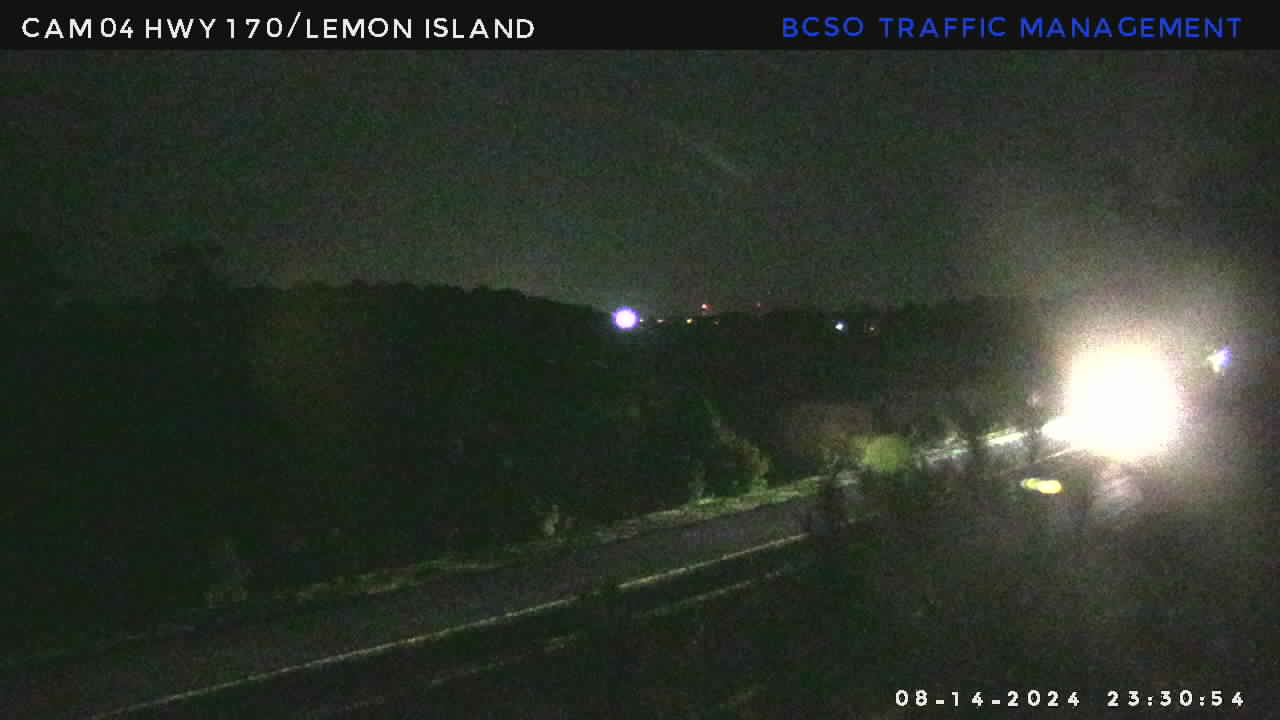 CAM04 HWY 170/LEMON ISLAND
BCSO TRAFFIC MANAGEMENT
08-14-2024 23:30:54